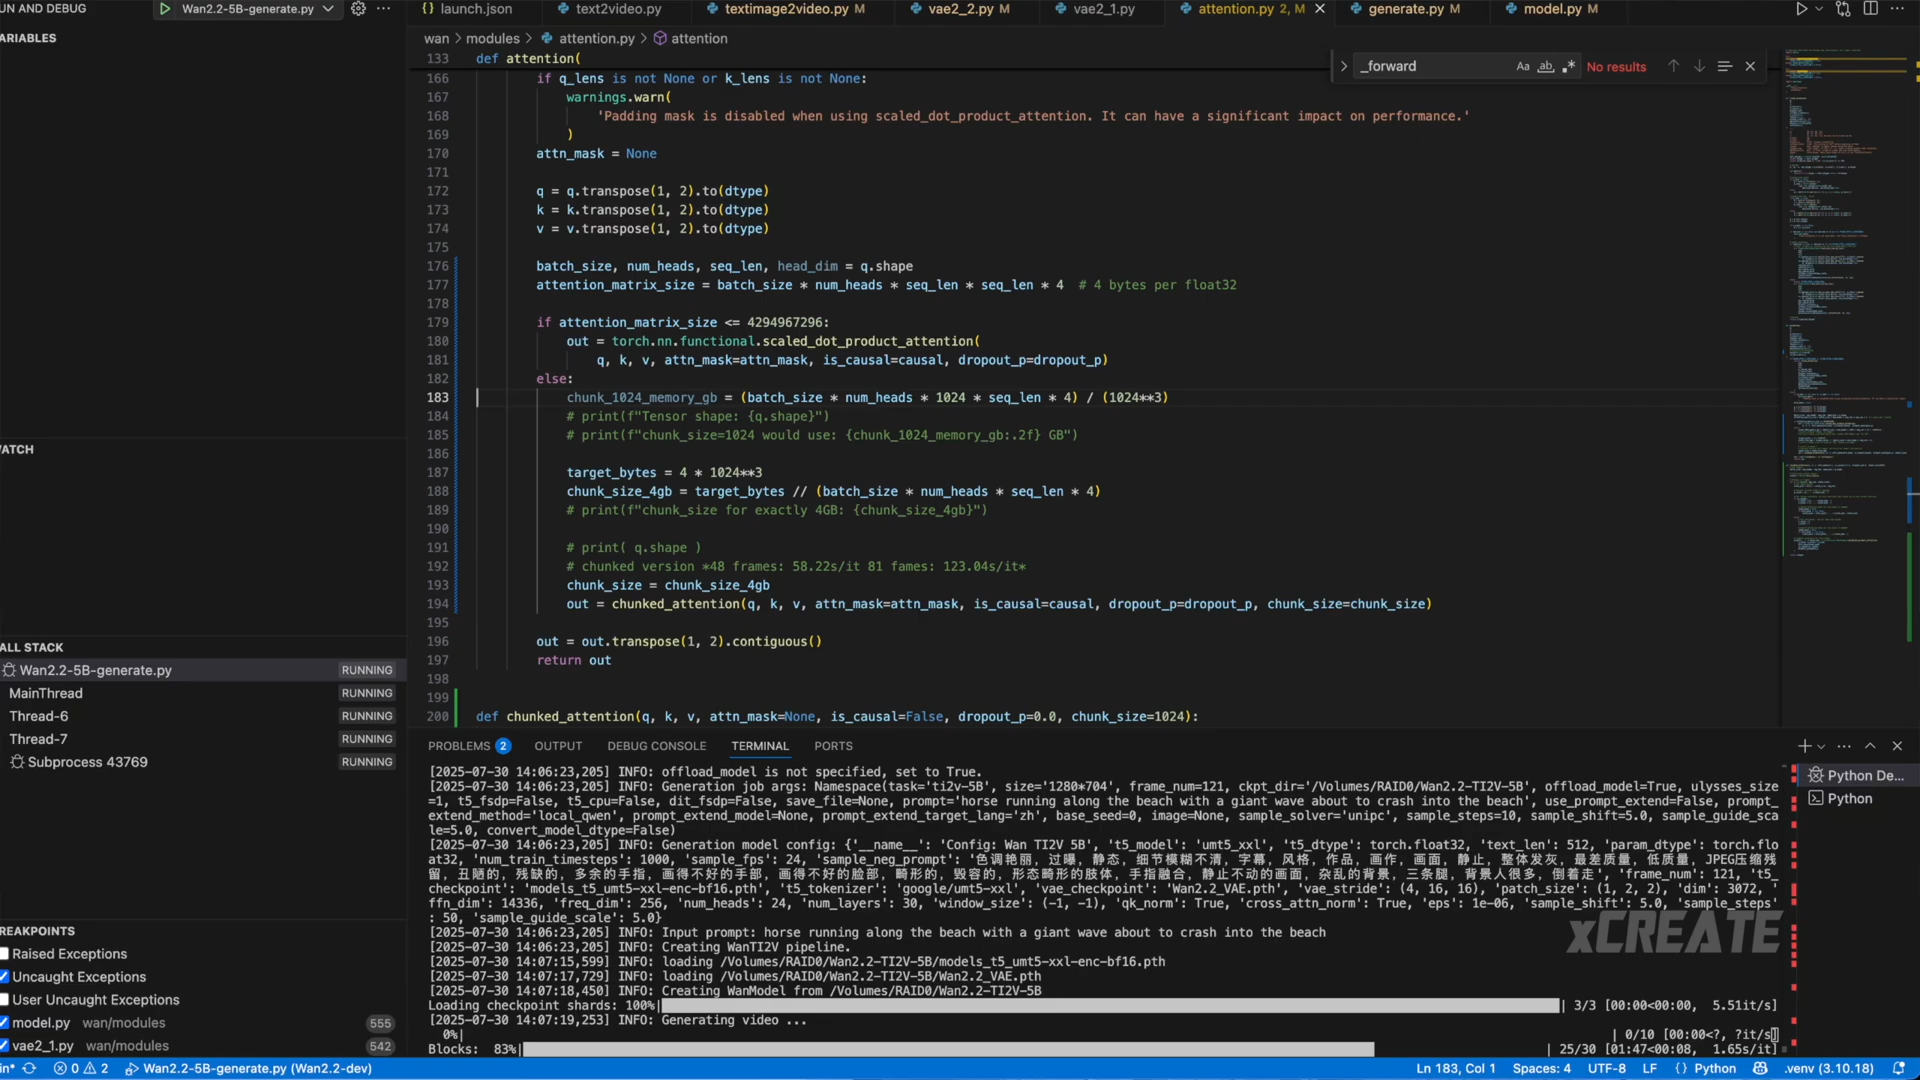 UN AND DEBUG
Wan2.2-5B-generate.py
launch.json
text2video.py
textimage2video.py M
vae2_2.py M
vae2_1.py
attention.py 2, M
generate.py M
model.py M
ARIABLES
wan > modules > attention.py > attention
_forward
Aa
ab
No results
133 def attention(
166 if q_lens is not None or k_lens is not None:
167 warnings.warn(
168 'Padding mask is disabled when using scaled_dot_product_attention. It can have a significant impact on performance.'
169 )
170 attn_mask = None
171
172 q = q.transpose(1, 2).to(dtype)
173 k = k.transpose(1, 2).to(dtype)
174 v = v.transpose(1, 2).to(dtype)
175
176 batch_size, num_heads, seq_len, head_dim = q.shape
177 attention_matrix_size = batch_size * num_heads * seq_len * seq_len * 4 # 4 bytes per float32
178
179 if attention_matrix_size <= 4294967296:
180 out = torch.nn.functional.scaled_dot_product_attention(
181 q, k, v, attn_mask=attn_mask, is_causal=causal, dropout_p=dropout_p)
182 else:
183 chunk_1024_memory_gb = (batch_size * num_heads * 1024 * seq_len * 4) / (1024**3)
184 # print(f"Tensor shape: {q.shape}")
185 # print(f"chunk_size=1024 would use: {chunk_1024_memory_gb:.2f} GB")
186
187 target_bytes = 4 * 1024**3
188 chunk_size_4gb = target_bytes // (batch_size * num_heads * seq_len * 4)
189 # print(f"chunk_size for exactly 4GB: {chunk_size_4gb}")
190
191 # print( q.shape )
192 # chunked version *48 frames: 58.22s/it 81 fames: 123.04s/it*
193 chunk_size = chunk_size_4gb
194 out = chunked_attention(q, k, v, attn_mask=attn_mask, is_causal=causal, dropout_p=dropout_p, chunk_size=chunk_size)
195
196 out = out.transpose(1, 2).contiguous()
197 return out
198
199
200 def chunked_attention(q, k, v, attn_mask=None, is_causal=False, dropout_p=0.0, chunk_size=1024):
ATCH
ALL STACK
Wan2.2-5B-generate.py RUNNING
MainThread RUNNING
Thread-6 RUNNING
Thread-7 RUNNING
Subprocess 43769 RUNNING
REAKPOINTS
Raised Exceptions
Uncaught Exceptions
User Uncaught Exceptions
model.py wan/modules 555
vae2_1.py wan/modules 542
PROBLEMS 2 OUTPUT DEBUG CONSOLE TERMINAL PORTS
Python De...
Python
[2025-07-30 14:06:23,205] INFO: offload_model is not specified, set to True.
[2025-07-30 14:06:23,205] INFO: Generation job args: Namespace(task='ti2v-5B', size='1280*704', frame_num=121, ckpt_dir='/Volumes/RAID0/Wan2.2-TI2V-5B', offload_model=True, ulysses_size
=1, t5_fsdp=False, t5_cpu=False, dit_fsdp=False, save_file=None, prompt='horse running along the beach with a giant wave about to crash into the beach', use_prompt_extend=False, prompt_
extend_method='local_qwen', prompt_extend_model=None, prompt_extend_target_lang='zh', base_seed=0, image=None, sample_solver='unipc', sample_steps=10, sample_shift=5.0, sample_guide_sca
le=5.0, convert_model_dtype=False)
[2025-07-30 14:06:23,205] INFO: Generation model config: {'__name__': 'Config: Wan TI2V 5B', 't5_model': 'umt5_xxl', 't5_dtype': torch.float32, 'text_len': 512, 'param_dtype': torch.flo
at32, 'num_train_timesteps': 1000, 'sample_fps': 24, 'sample_neg_prompt': '色调艳丽，过曝，静态，细节模糊不清，字幕，风格，作品，画作，画面，静止，整体发灰，最差质量，低质量，JPEG压缩残
留，丑陋的，残缺的，多余的手指，画得不好的手部，画得不好的脸部，畸形的，毁容的，形态畸形的肢体，手指融合，静止不动的画面，杂乱的背景，三条腿，背景人很多，倒着走', 'frame_num': 121, 't5_
checkpoint': 'models_t5_umt5-xxl-enc-bf16.pth', 't5_tokenizer': 'google/umt5-xxl', 'vae_checkpoint': 'Wan2.2_VAE.pth', 'vae_stride': (4, 16, 16), 'patch_size': (1, 2, 2), 'dim': 3072, '
ffn_dim': 14336, 'freq_dim': 256, 'num_heads': 24, 'num_layers': 30, 'window_size': (-1, -1), 'qk_norm': True, 'cross_attn_norm': True, 'eps': 1e-06, 'sample_shift': 5.0, 'sample_steps'
: 50, 'sample_guide_scale': 5.0}
[2025-07-30 14:06:23,205] INFO: Input prompt: horse running along the beach with a giant wave about to crash into the beach
[2025-07-30 14:06:23,205] INFO: Creating WanTI2V pipeline.
[2025-07-30 14:07:15,599] INFO: loading /Volumes/RAID0/Wan2.2-TI2V-5B/models_t5_umt5-xxl-enc-bf16.pth
[2025-07-30 14:07:17,729] INFO: loading /Volumes/RAID0/Wan2.2-TI2V-5B/Wan2.2_VAE.pth
[2025-07-30 14:07:18,450] INFO: Creating WanModel from /Volumes/RAID0/Wan2.2-TI2V-5B
Loading checkpoint shards: 100%| | 3/3 [00:00<00:00, 5.51it/s]
[2025-07-30 14:07:19,253] INFO: Generating video ...
0%| | 0/10 [00:00<?, ?it/s]
Blocks: 83%| | 25/30 [01:47<00:08, 1.65s/it]
xCREATE
in* 0 2 Wan2.2-5B-generate.py (Wan2.2-dev)
Ln 183, Col 1 Spaces: 4 UTF-8 LF {} Python .venv (3.10.18)